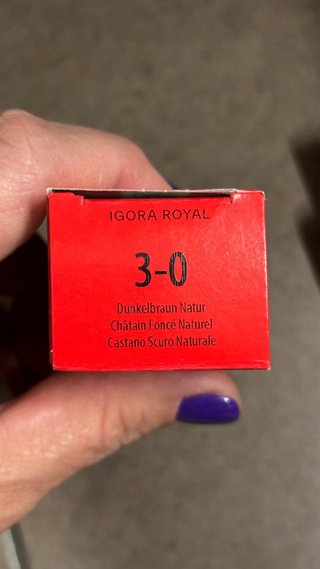 IGORA ROYAL
3-0
Dunkelbraun Natur
Châtain Foncé Naturel
Castano Scuro Naturale